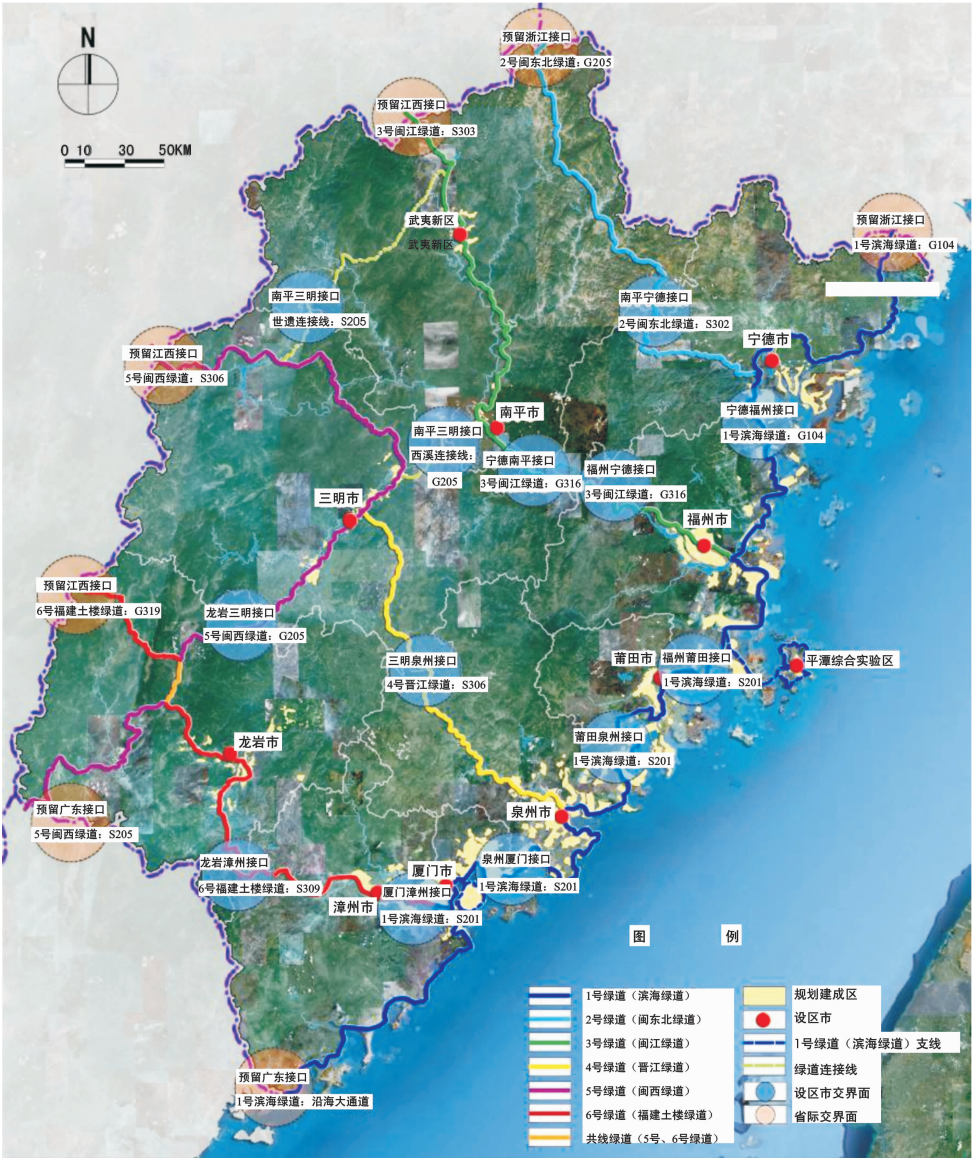 N
0 10 30 50KM
预留浙江接口
2号闽东北绿道：G205
预留江西接口
3号闽江绿道：S303
武夷新区
武夷新区
预留浙江接口
1号滨海绿道：G104
南平三明接口
世遗连接线：S205
南平宁德接口
2号闽东北绿道：S302
预留江西接口
5号闽西绿道：S306
宁德市
宁德福州接口
1号滨海绿道：G104
南平市
南平三明接口
西溪连接线：
G205
宁德南平接口
3号闽江绿道：G316
福州宁德接口
3号闽江绿道：G316
三明市
福州市
预留江西接口
6号福建土楼绿道：G319
龙岩三明接口
5号闽西绿道：G205
三明泉州接口
4号晋江绿道：S306
莆田市
福州莆田接口
1号滨海绿道：S201
平潭综合实验区
莆田泉州接口
1号滨海绿道：S201
龙岩市
预留广东接口
5号闽西绿道：S205
泉州市
龙岩漳州接口
6号福建土楼绿道：S309
厦门市
泉州厦门接口
1号滨海绿道：S201
漳州市
厦门漳州接口
1号滨海绿道：S201
预留广东接口
1号滨海绿道：沿海大通道
图 例
1号绿道（滨海绿道）
2号绿道（闽东北绿道）
3号绿道（闽江绿道）
4号绿道（晋江绿道）
5号绿道（闽西绿道）
6号绿道（福建土楼绿道）
共线绿道（5号、6号绿道）
规划建成区
设区市
1号绿道（滨海绿道）支线
绿道连接线
设区市交界面
省际交界面